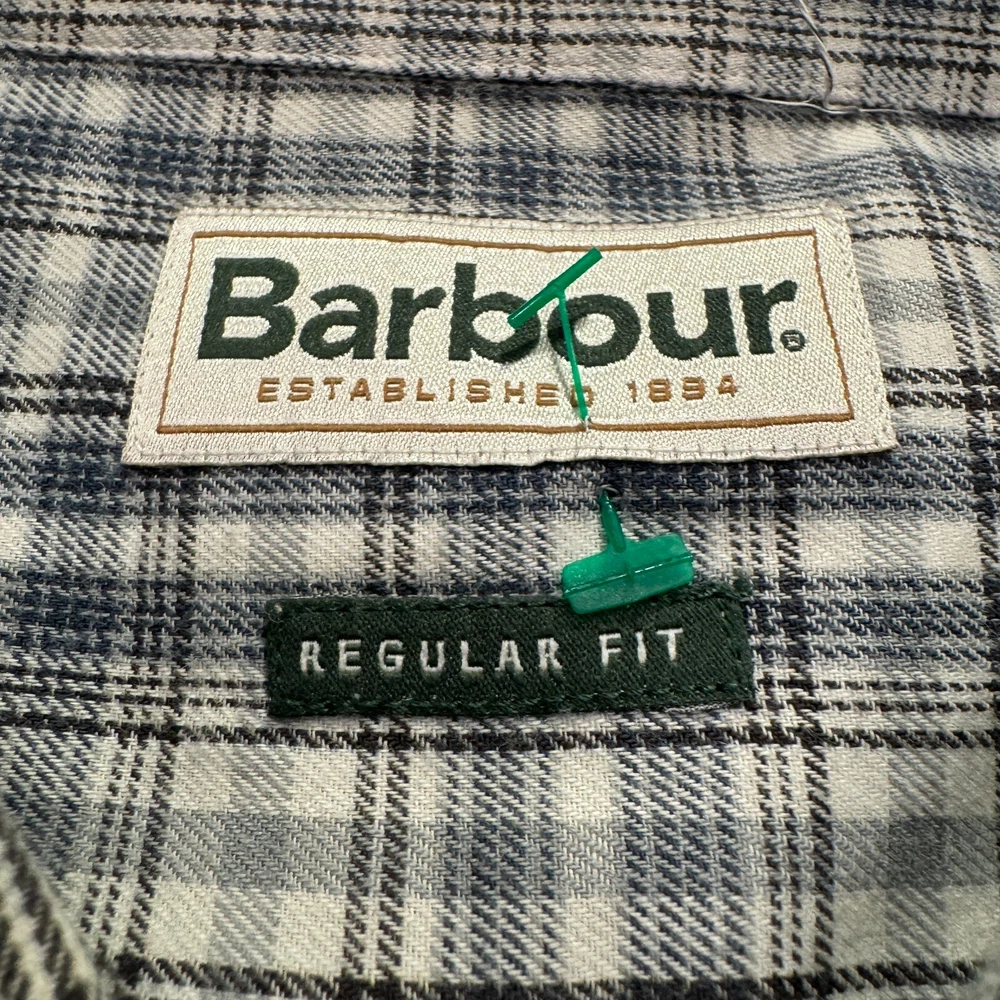 Barbour®
ESTABLISHED 1894
REGULAR FIT